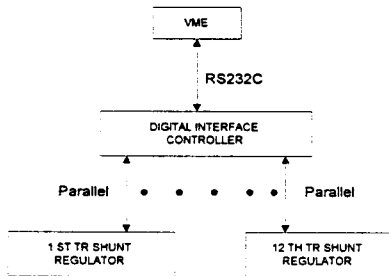 VME
RS232C
DIGITAL INTERFACE
CONTROLLER
Parallel
Parallel
1 ST TR SHUNT
REGULATOR
12 TH TR SHUNT
REGULATOR